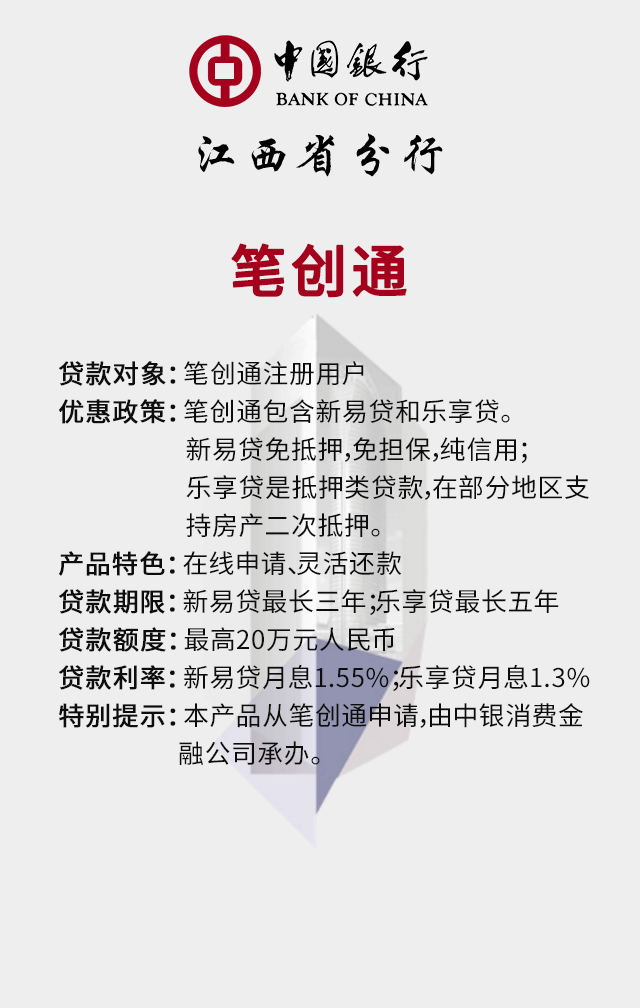 中国銀行
BANK OF CHINA
江西省分行
笔创通
贷款对象：笔创通注册用户
优惠政策：笔创通包含新易贷和乐享贷。
新易贷免抵押,免担保,纯信用；
乐享贷是抵押类贷款,在部分地区支
持房产二次抵押。
产品特色：在线申请、灵活还款
贷款期限：新易贷最长三年；乐享贷最长五年
贷款额度：最高20万元人民币
贷款利率：新易贷月息1.55%；乐享贷月息1.3%
特别提示：本产品从笔创通申请,由中银消费金
融公司承办。